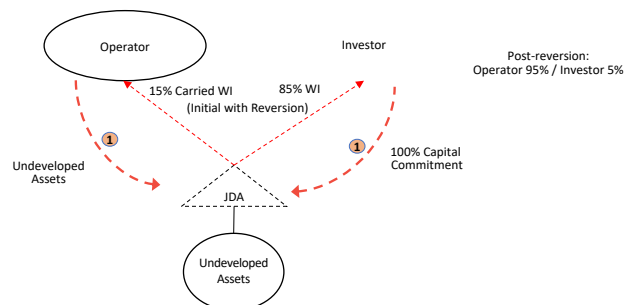 Operator
Investor
Post-reversion:
Operator 95% / Investor 5%
15% Carried WI
85% WI
(Initial with Reversion)
1
1
Undeveloped
Assets
100% Capital
Commitment
JDA
Undeveloped
Assets